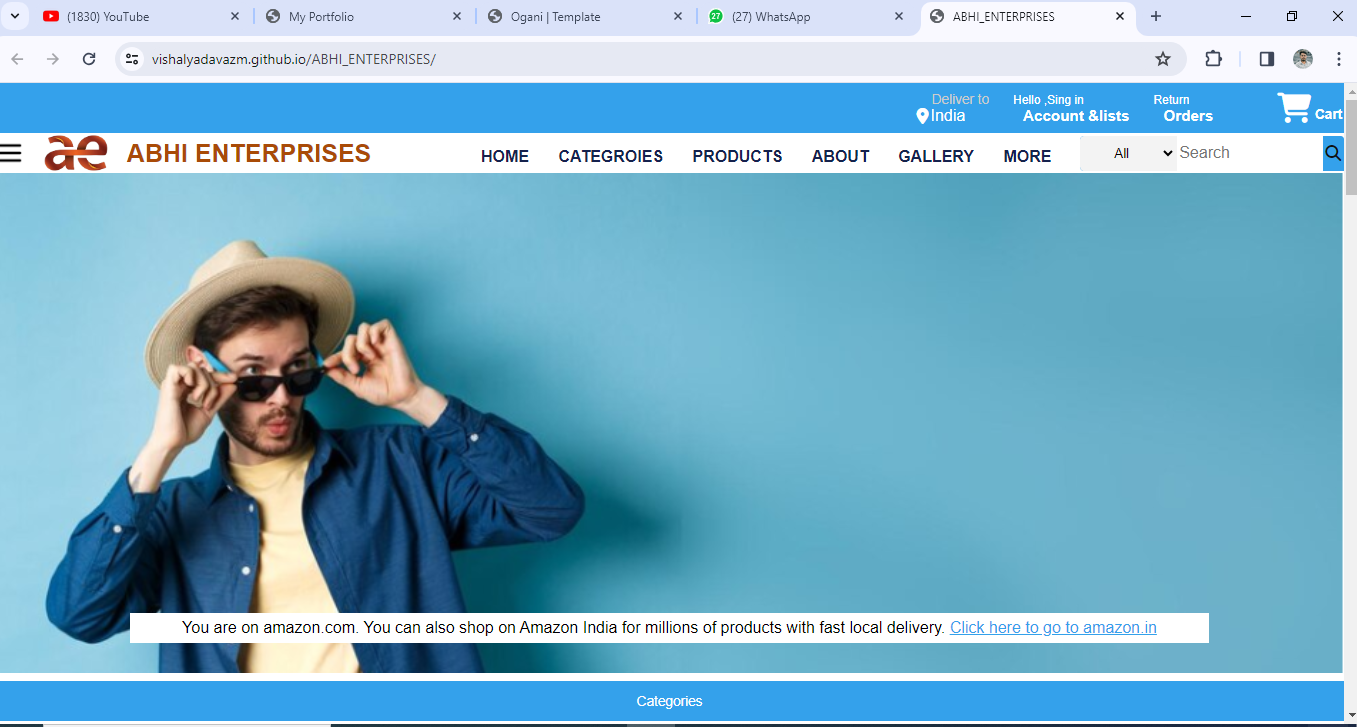 (1830) YouTube
My Portfolio
Ogani | Template
27
(27) WhatsApp
ABHI_ENTERPRISES
vishalyadavazm.github.io/ABHI_ENTERPRISES/
Deliver to
India
Hello ,Sing in
Account &lists
Return
Orders
Cart
ae
ABHI ENTERPRISES
HOME
CATEGROIES
PRODUCTS
ABOUT
GALLERY
MORE
All
Search
You are on amazon.com. You can also shop on Amazon India for millions of products with fast local delivery. Click here to go to amazon.in
Categories